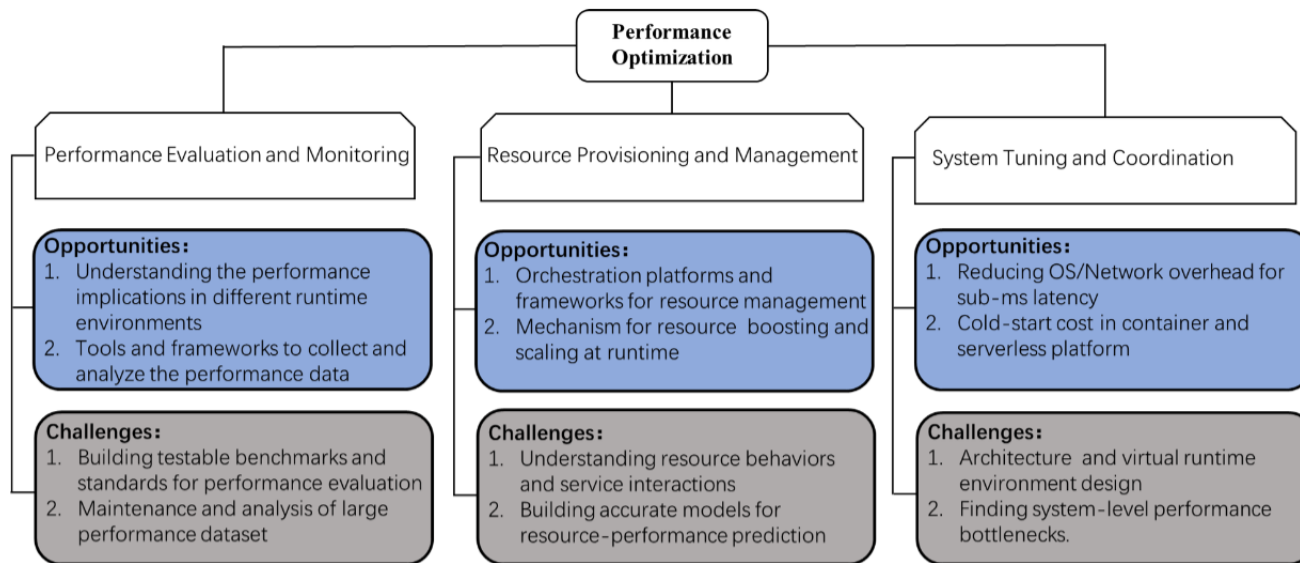 Performance
Optimization
Performance Evaluation and Monitoring
Opportunities:
1. Understanding the performance
implications in different runtime
environments
2. Tools and frameworks to collect and
analyze the performance data
Challenges:
1. Building testable benchmarks and
standards for performance evaluation
2. Maintenance and analysis of large
performance dataset
Resource Provisioning and Management
Opportunities:
1. Orchestration platforms and
frameworks for resource management
2. Mechanism for resource boosting and
scaling at runtime
Challenges:
1. Understanding resource behaviors
and service interactions
2. Building accurate models for
resource-performance prediction
System Tuning and Coordination
Opportunities:
1. Reducing OS/Network overhead for
sub-ms latency
2. Cold-start cost in container and
serverless platform
Challenges:
1. Architecture and virtual runtime
environment design
2. Finding system-level performance
bottlenecks.